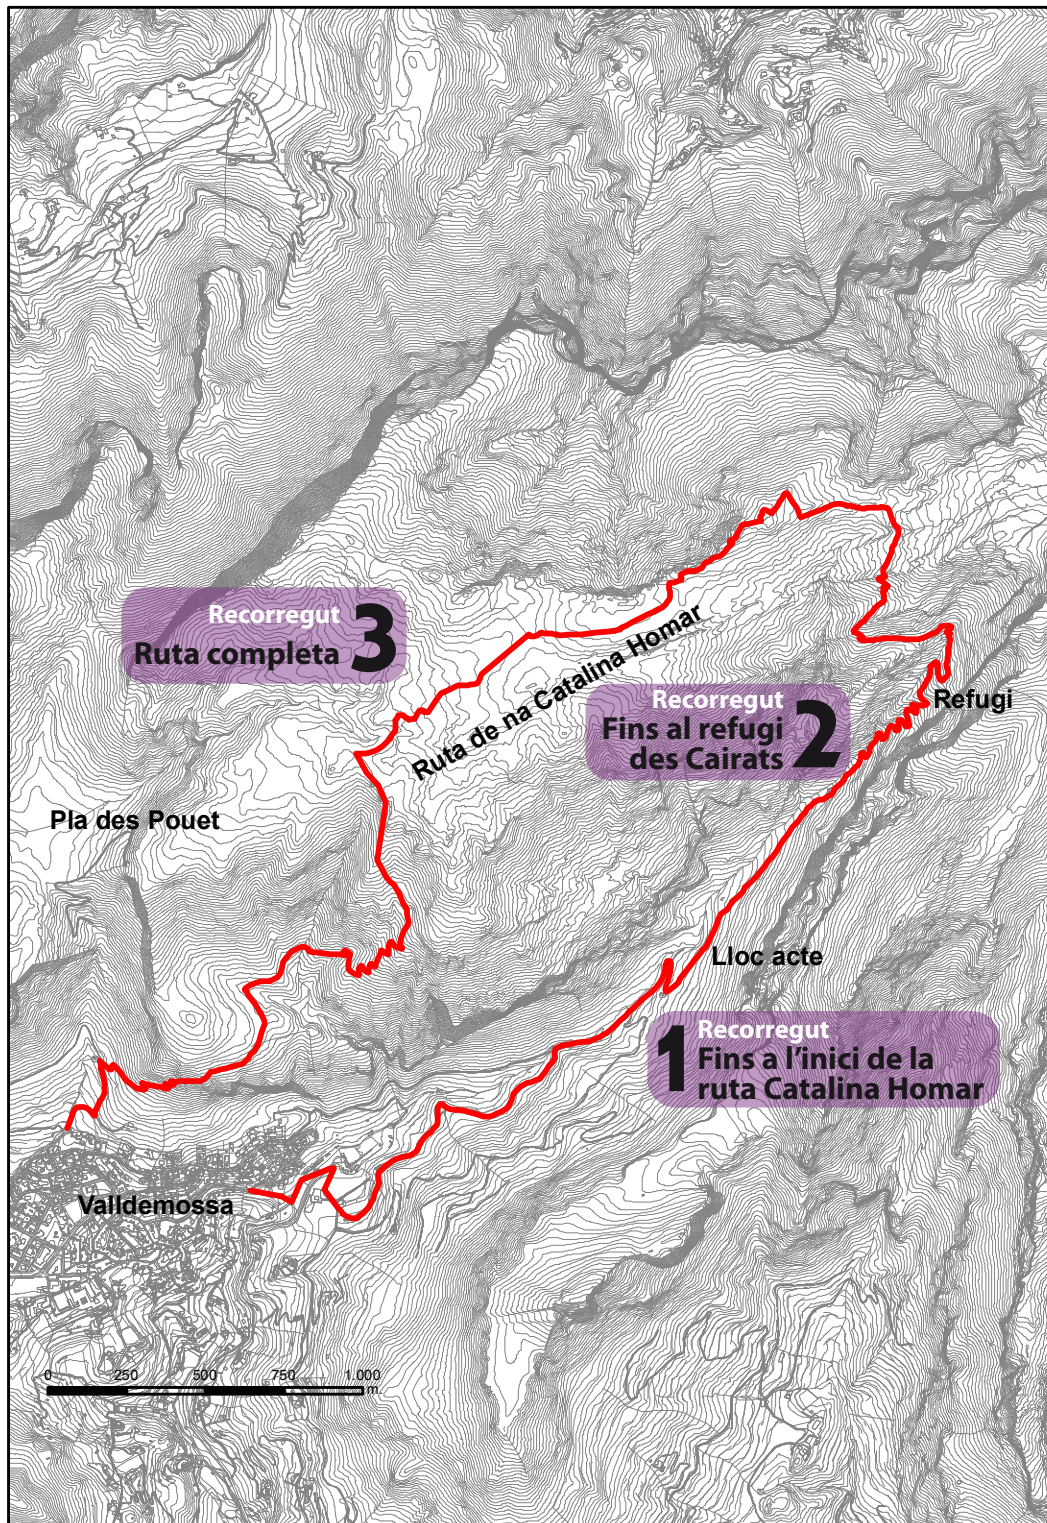 Recorregut
Ruta completa 3
Ruta de na Catalina Homar
Recorregut
Fins al refugi
des Cairats 2
Refugi
Pla des Pouet
Lloc acte
1 Recorregut
Fins a l'inici de la
ruta Catalina Homar
Valldemossa
0 250 500 750 1.000
m.